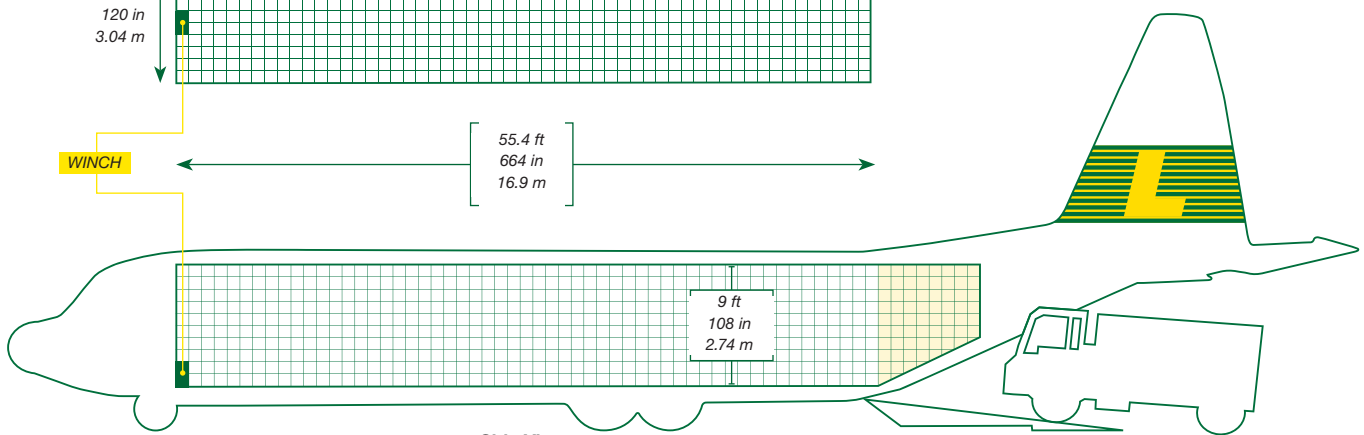 120 in
3.04 m
55.4 ft
664 in
16.9 m
WINCH
L
9 ft
108 in
2.74 m